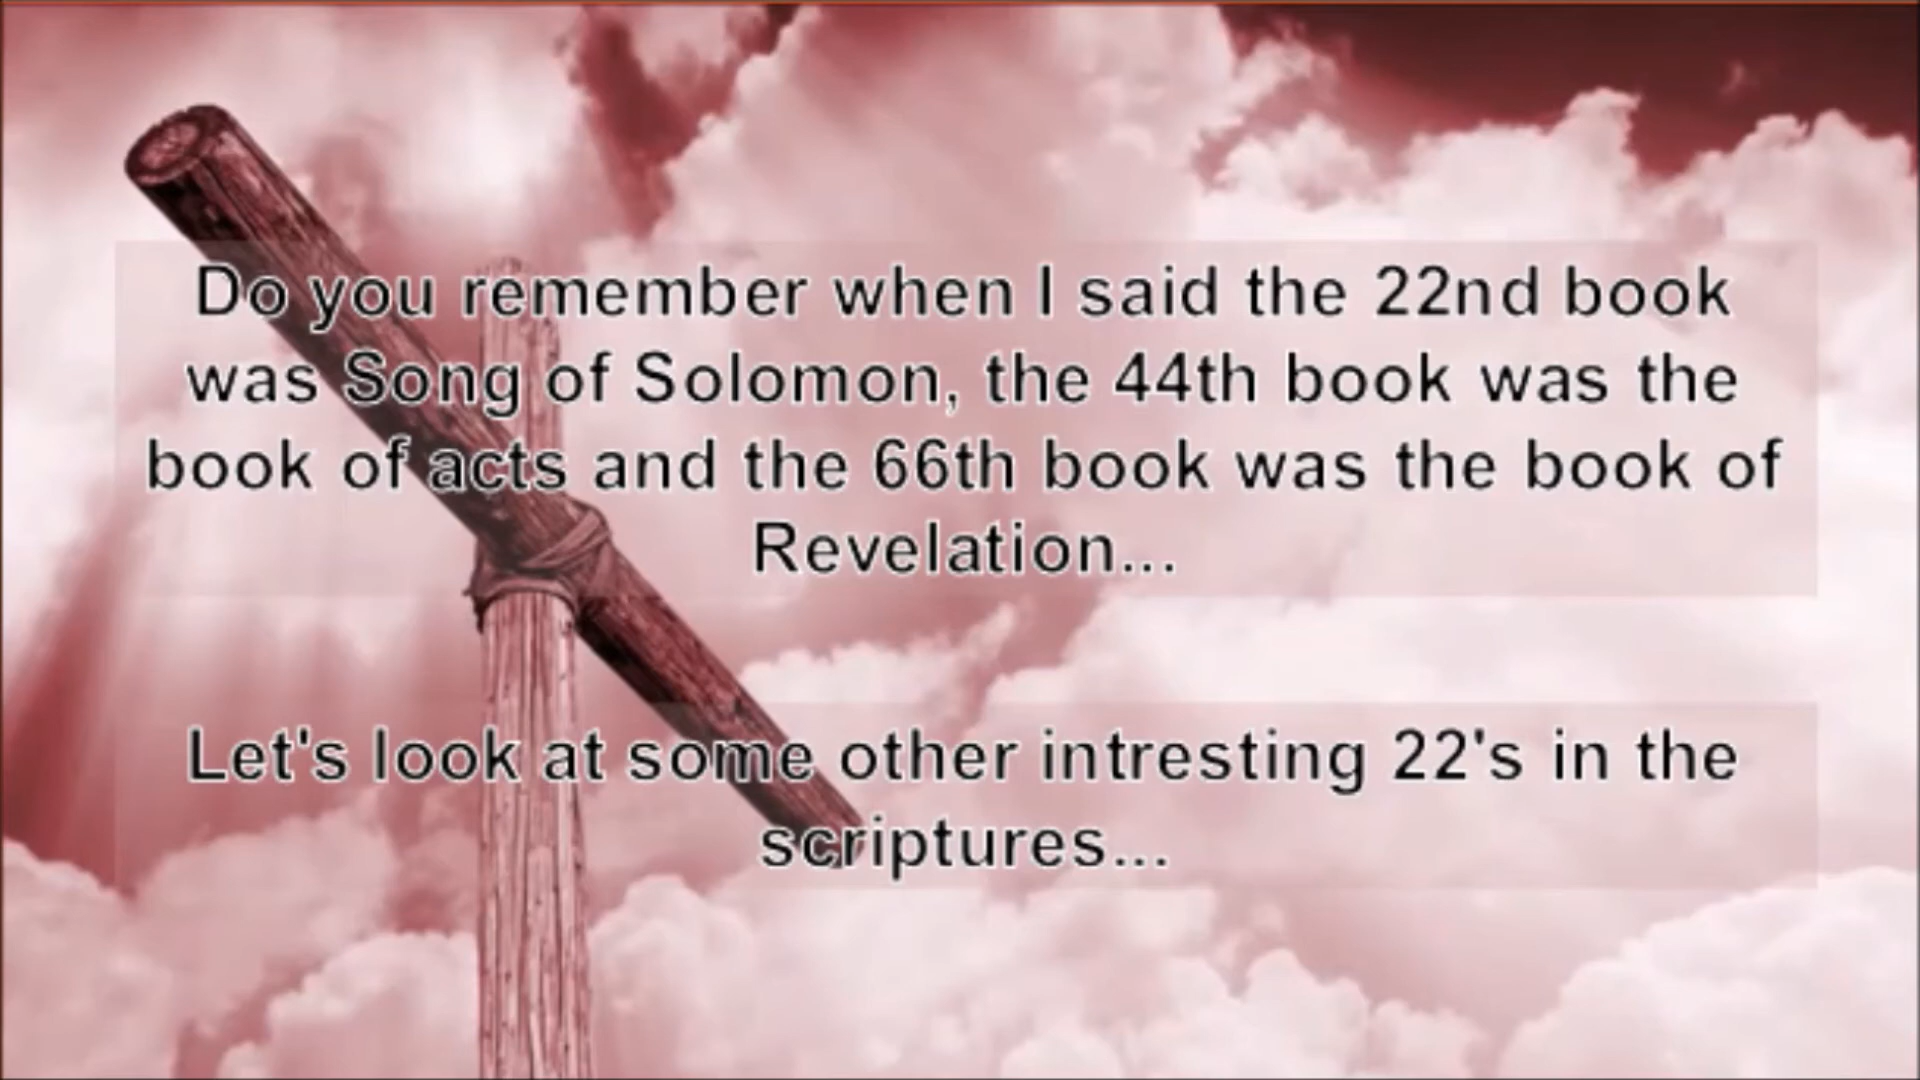 Do you remember when I said the 22nd book
was Song of Solomon, the 44th book was the
book of acts and the 66th book was the book of
Revelation...
Let's look at some other intresting 22's in the
scriptures...